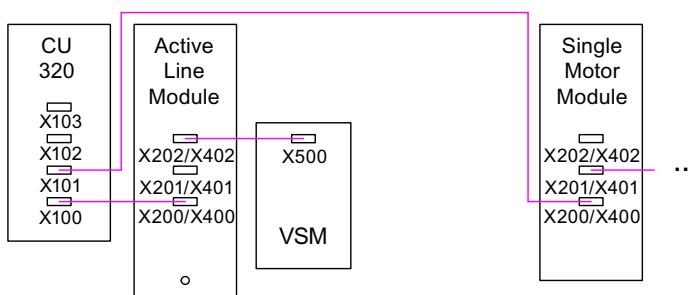 CU
320
X103
X102
X101
X100
Active
Line
Module
X202/X402
X201/X401
X200/X400
X500
VSM
Single
Motor
Module
X202/X402
X201/X401
X200/X400
..